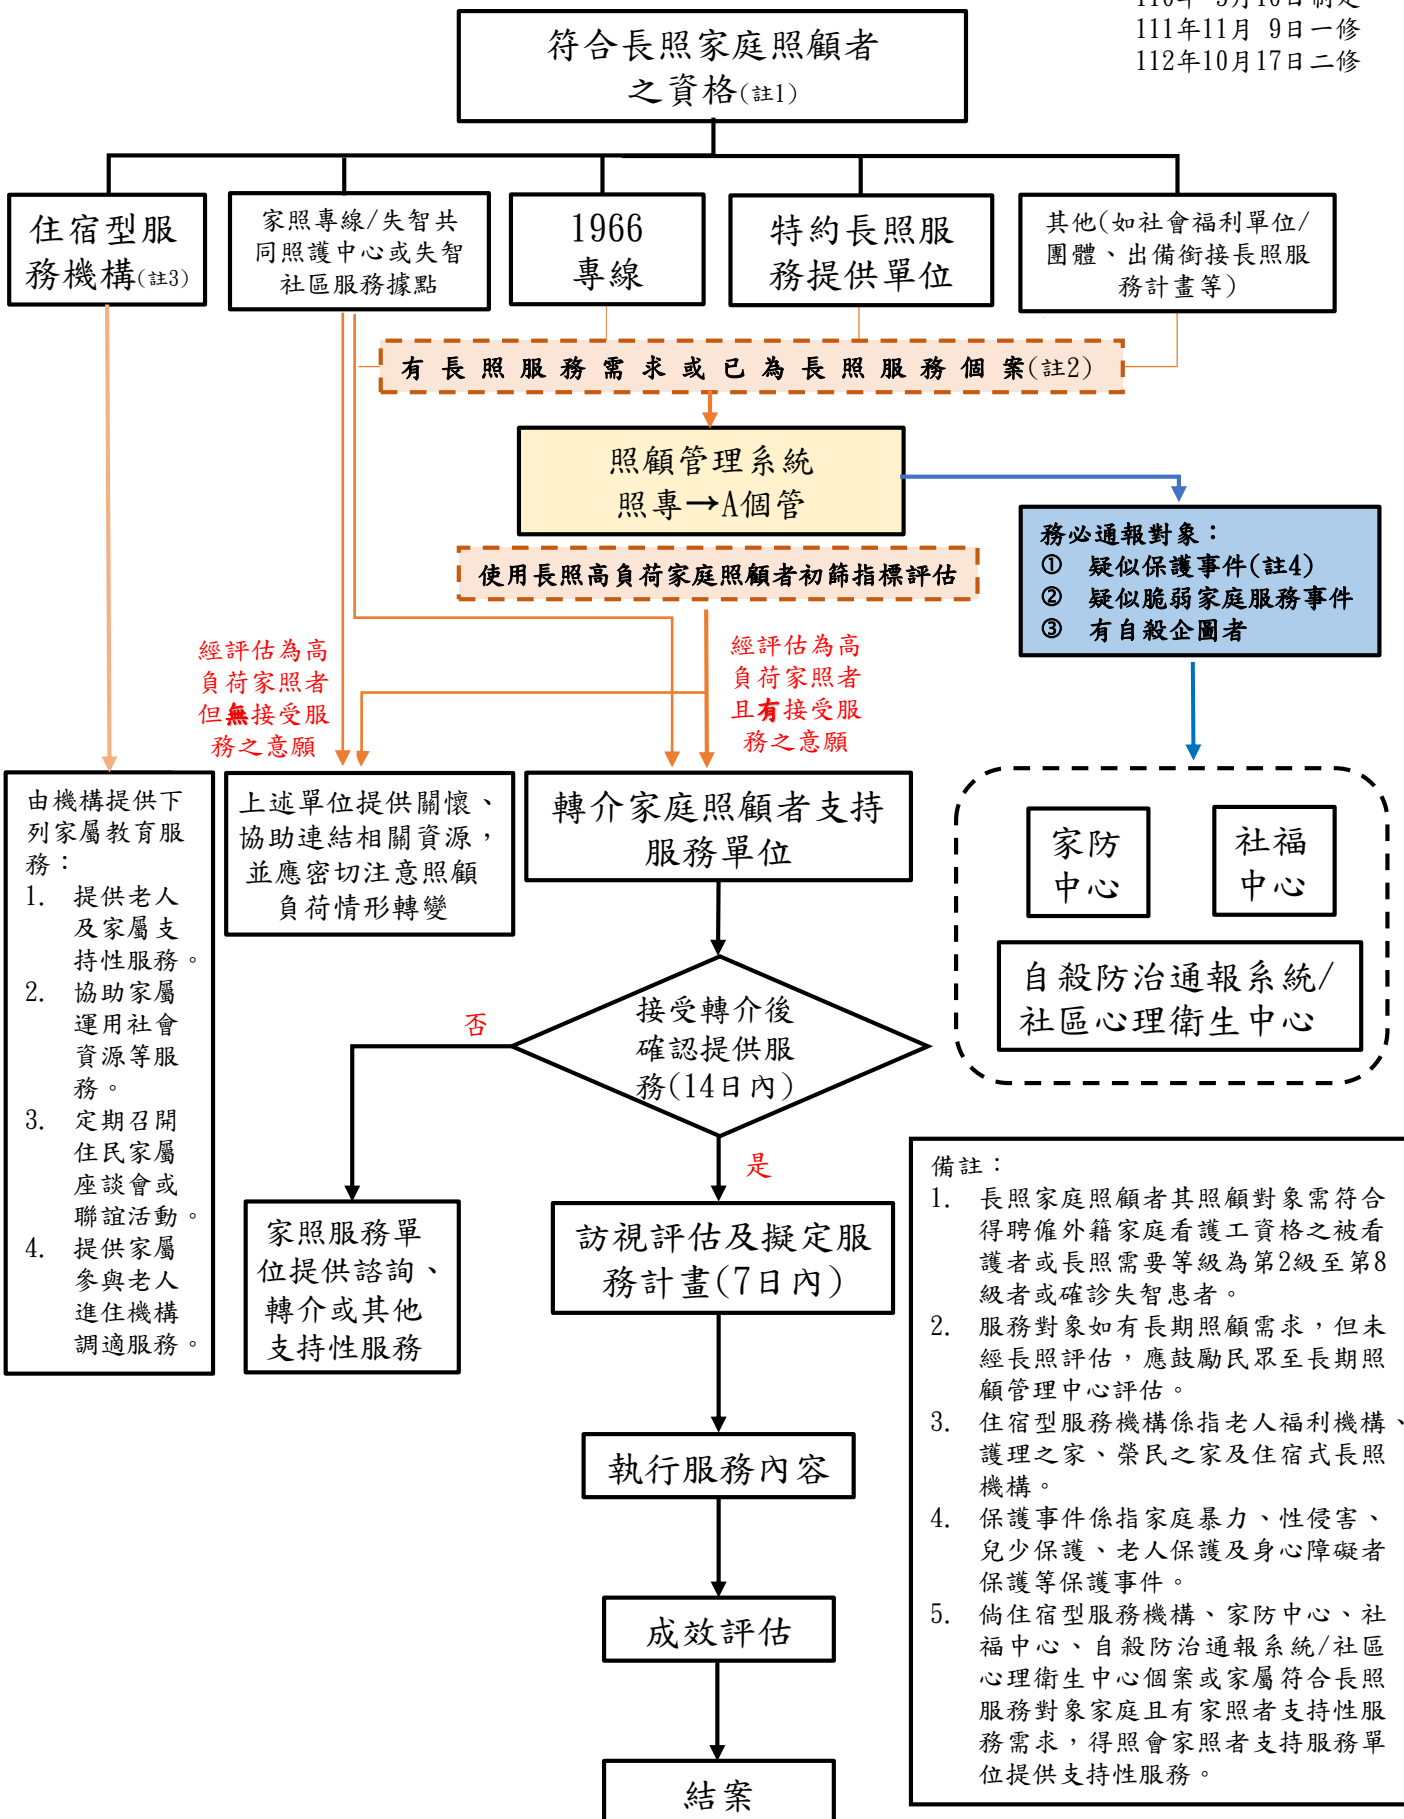 111年11月 9日一修
112年10月17日二修
符合長照家庭照顧者
之資格(註1)
住宿型服
務機構(註3)
家照專線/失智共
同照護中心或失智
社區服務據點
1966
專線
特約長照服
務提供單位
其他(如社會福利單位/
團體、出備銜接長照服
務計畫等)
有長照服務需求或已為長照服務個案(註2)
照顧管理系統
照專→A個管
使用長照高負荷家庭照顧者初篩指標評估
務必通報對象：
① 疑似保護事件(註4)
② 疑似脆弱家庭服務事件
③ 有自殺企圖者
經評估為高
負荷家照者
但無接受服
務之意願
經評估為高
負荷家照者
且有接受服
務之意願
由機構提供下
列家屬教育服
務：
1. 提供老人
及家屬支
持性服務。
2. 協助家屬
運用社會
資源等服
務。
3. 定期召開
住民家屬
座談會或
聯誼活動。
4. 提供家屬
參與老人
進住機構
調適服務。
上述單位提供關懷、
協助連結相關資源，
並應密切注意照顧
負荷情形轉變
轉介家庭照顧者支持
服務單位
家防
中心
社福
中心
自殺防治通報系統/
社區心理衛生中心
接受轉介後
確認提供服
務(14日內)
否
是
家照服務單
位提供諮詢、
轉介或其他
支持性服務
訪視評估及擬定服
務計畫(7日內)
執行服務內容
成效評估
結案
備註：
1. 長照家庭照顧者其照顧對象需符合
得聘僱外籍家庭看護工資格之被看
護者或長照需要等級為第2級至第8
級者或確診失智患者。
2. 服務對象如有長期照顧需求，但未
經長照評估，應鼓勵民眾至長期照
顧管理中心評估。
3. 住宿型服務機構係指老人福利機構、
護理之家、榮民之家及住宿式長照
機構。
4. 保護事件係指家庭暴力、性侵害、
兒少保護、老人保護及身心障礙者
保護等保護事件。
5. 倘住宿型服務機構、家防中心、社
福中心、自殺防治通報系統/社區
心理衛生中心個案或家屬符合長照
服務對象家庭且有家照者支持性服
務需求，得照會家照者支持服務單
位提供支持性服務。